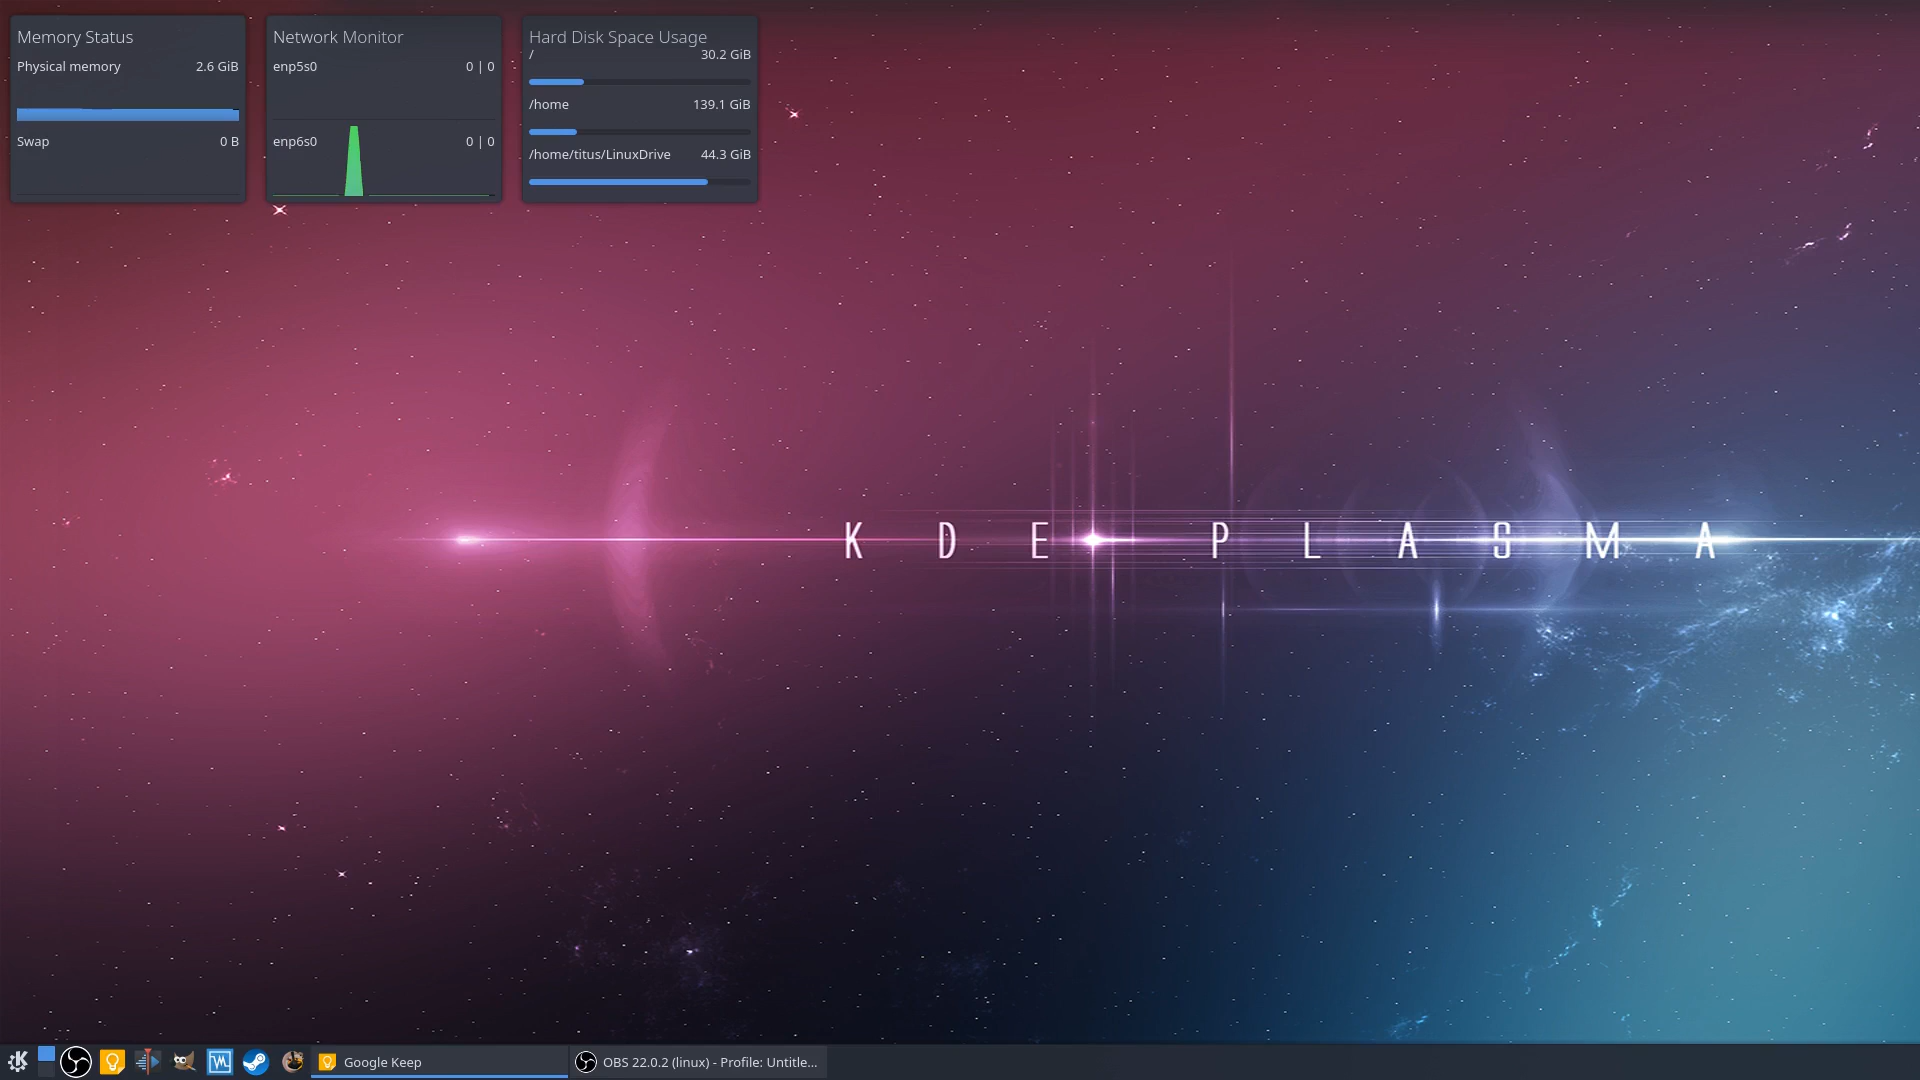 Memory Status
Physical memory 2.6 GiB
Swap 0 B
Network Monitor
enp5s0 0 | 0
enp6s0 0 | 0
Hard Disk Space Usage
/ 30.2 GiB
/home 139.1 GiB
/home/titus/LinuxDrive 44.3 GiB
KDE PLASMA
Google Keep
OBS 22.0.2 (linux) - Profile: Untitle...